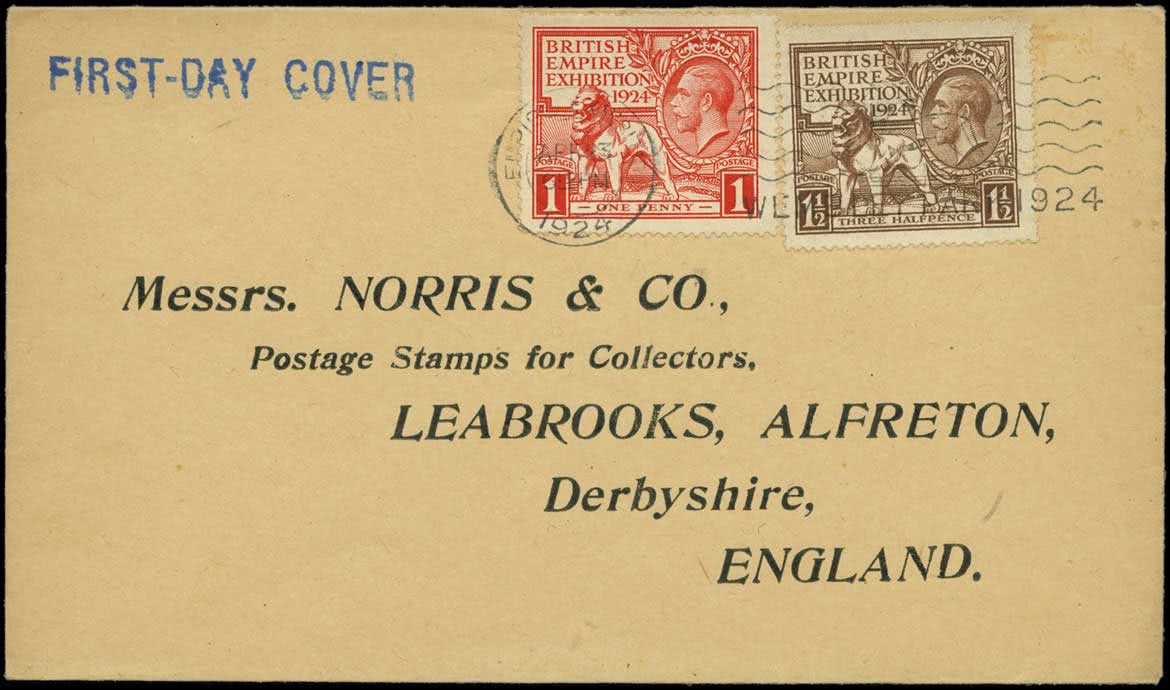 FIRST-DAY COVER
BRITISH
EMPIRE
EXHIBITION
1924
POSTAGE POSTAGE
1 ONE PENNY 1
BRITISH
EMPIRE
EXHIBITION
1924
POSTAGE POSTAGE
1½ THREE HALFPENCE 1½
1924
1924
Messrs. NORRIS & CO.,
Postage Stamps for Collectors,
LEABROOKS, ALFRETON,
Derbyshire,
ENGLAND.